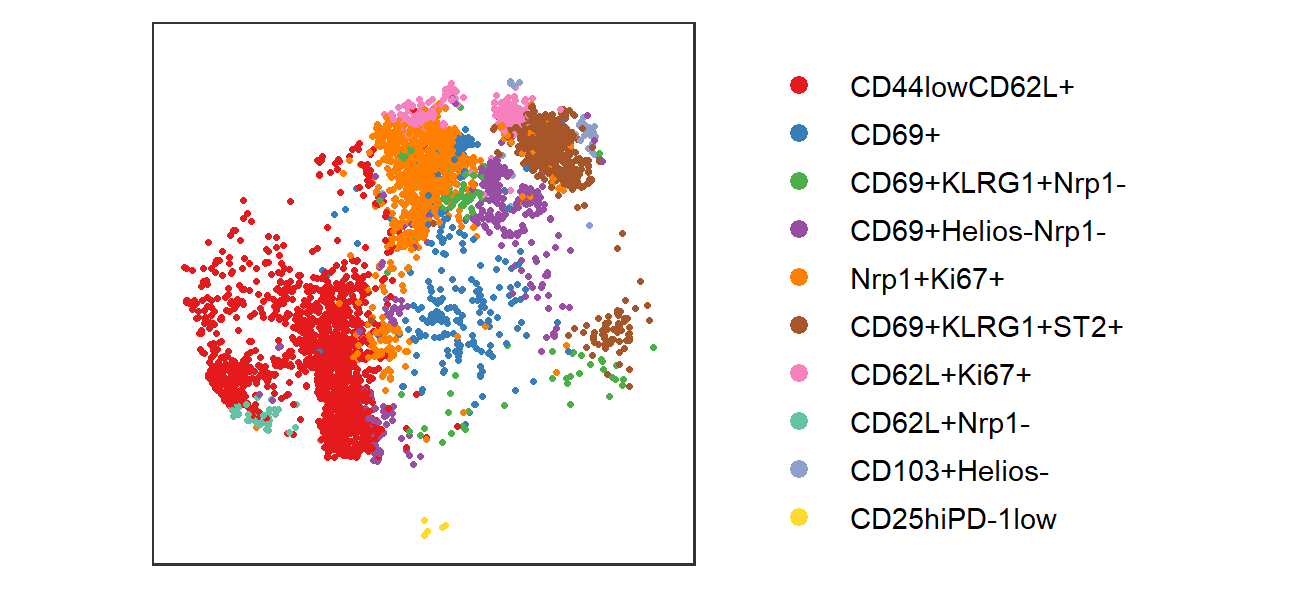 CD44lowCD62L+
CD69+
CD69+KLRG1+Nrp1-
CD69+Helios-Nrp1-
Nrp1+Ki67+
CD69+KLRG1+ST2+
CD62L+Ki67+
CD62L+Nrp1-
CD103+Helios-
CD25hiPD-1low